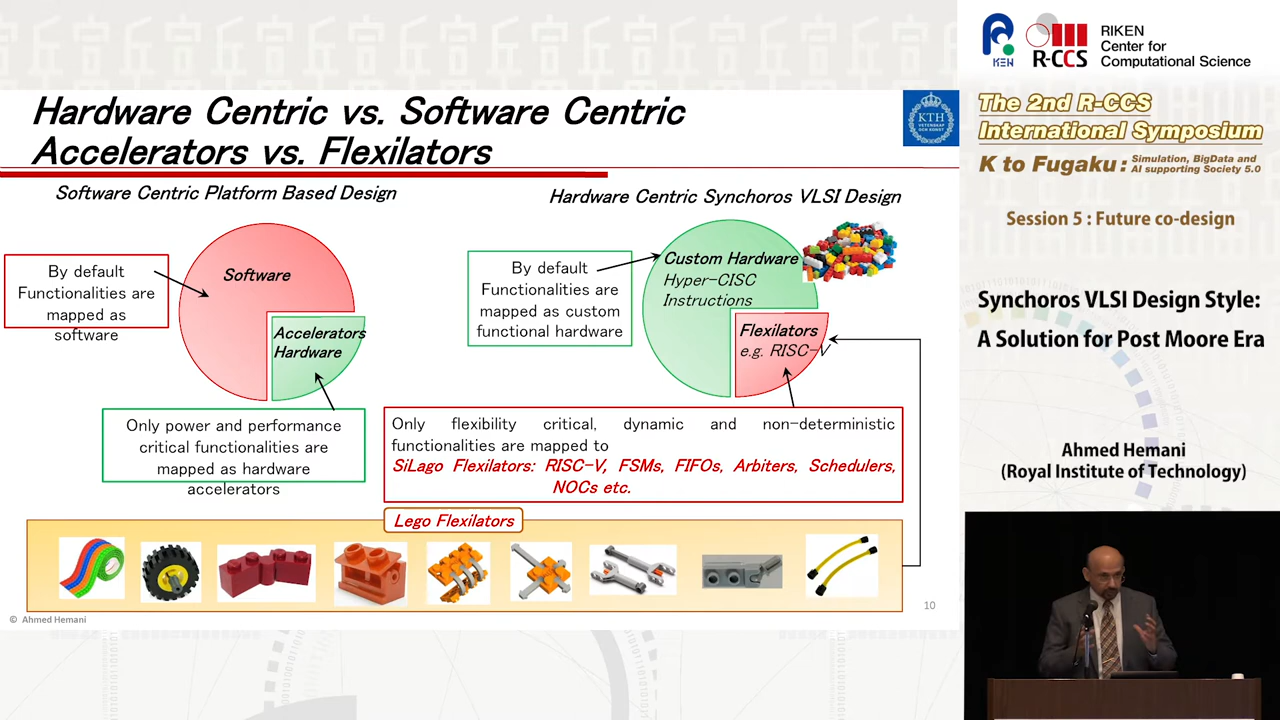 Hardware Centric vs. Software Centric
Accelerators vs. Flexilators
KTH
VETENSKAP
OCH KONST
Software Centric Platform Based Design
Hardware Centric Synchoros VLSI Design
By default
Functionalities are
mapped as
software
Software
Accelerators
Hardware
Only power and performance
critical functionalities are
mapped as hardware
accelerators
By default
Functionalities are
mapped as custom
functional hardware
Custom Hardware
Hyper-CISC
Instructions
Flexilators
e.g. RISC-V
Only flexibility critical, dynamic and non-deterministic
functionalities are mapped to
SiLago Flexilators: RISC-V, FSMs, FIFOs, Arbiters, Schedulers,
NOCs etc.
Lego Flexilators
10
© Ahmed Hemani
RIKEN
R-CCS
RIKEN
Center for
Computational Science
The 2nd R-CCS
International Symposium
K to Fugaku : Simulation, BigData and
AI supporting Society 5.0
Session 5 : Future co-design
Synchoros VLSI Design Style:
A Solution for Post Moore Era
Ahmed Hemani
(Royal Institute of Technology)